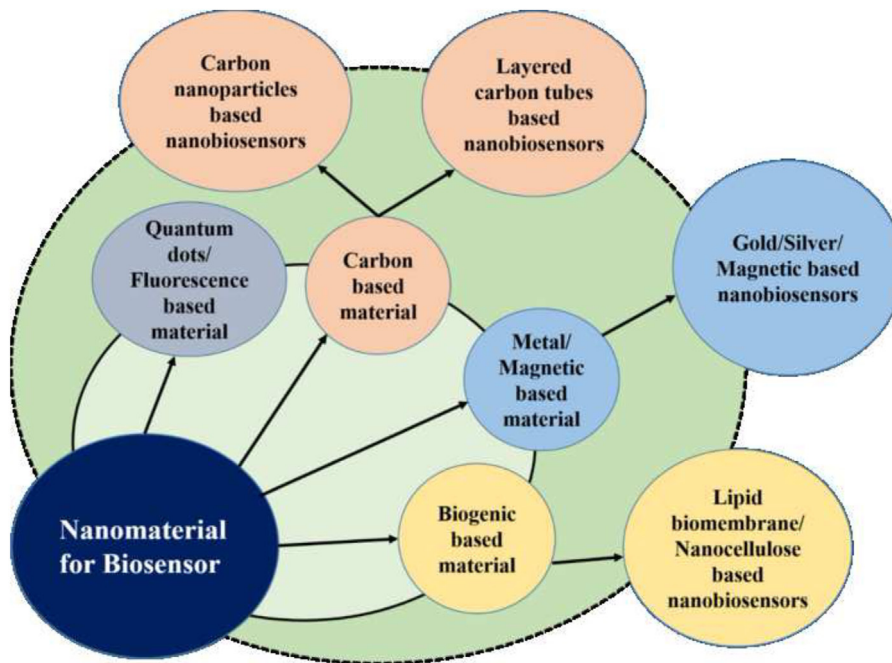 Carbon
nanoparticles
based
nanobiosensors
Layered
carbon tubes
based
nanobiosensors
Quantum
dots/
Fluorescence
based
material
Carbon
based
material
Gold/Silver/
Magnetic based
nanobiosensors
Metal/
Magnetic
based
material
Nanomaterial
for Biosensor
Biogenic
based
material
Lipid
biomembrane/
Nanocellulose
based
nanobiosensors